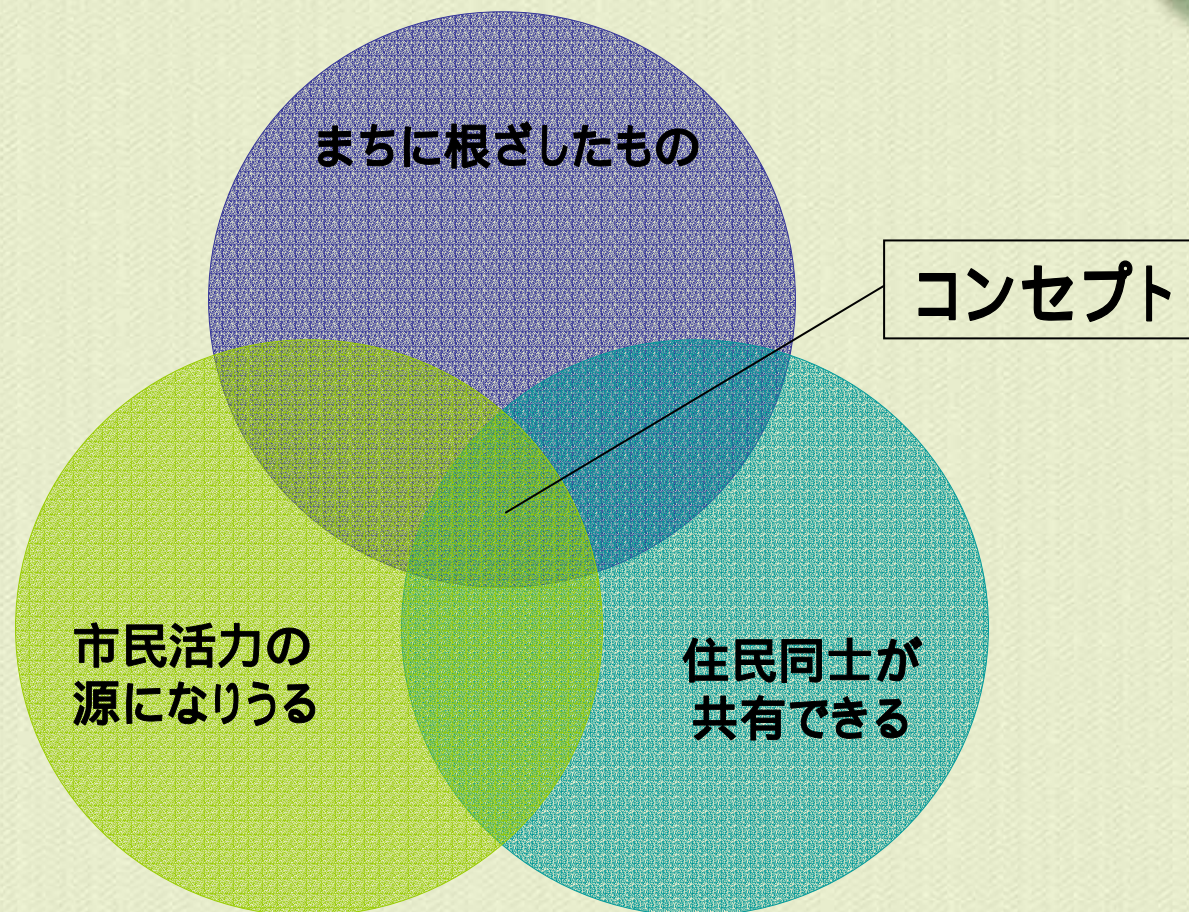 まちに根ざしたもの
コンセプト
市民活力の
源になりうる
住民同士が
共有できる